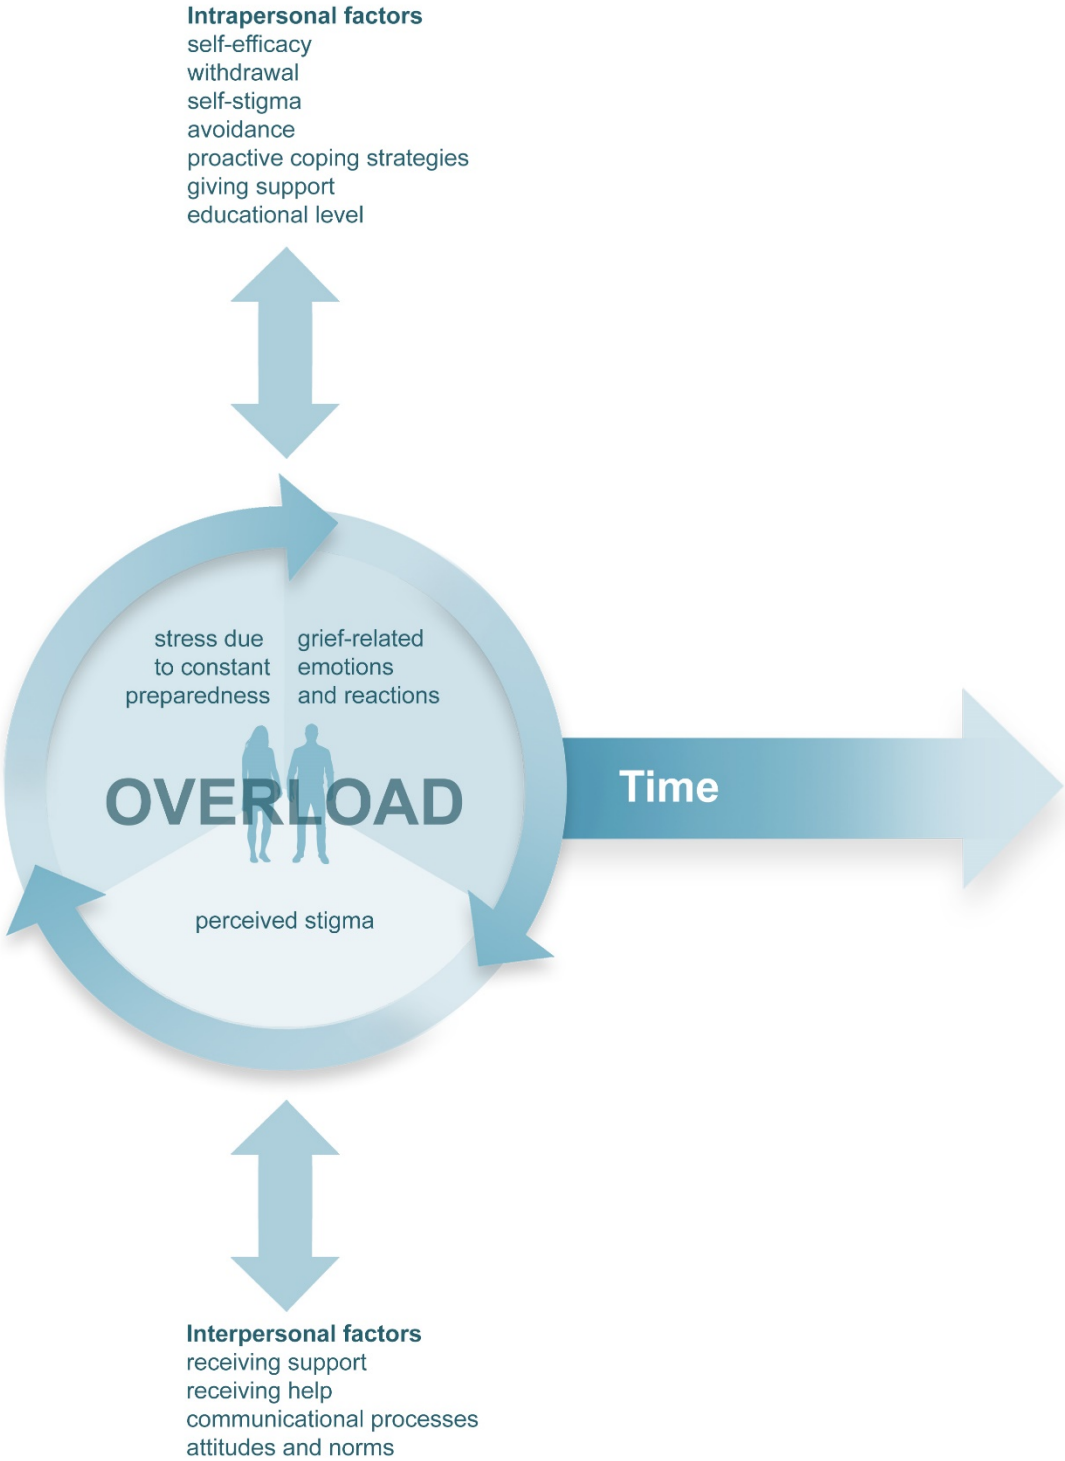 Intrapersonal factors
self-efficacy
withdrawal
self-stigma
avoidance
proactive coping strategies
giving support
educational level
stress due
to constant
preparedness
grief-related
emotions
and reactions
OVERLOAD
Time
perceived stigma
Interpersonal factors
receiving support
receiving help
communicational processes
attitudes and norms